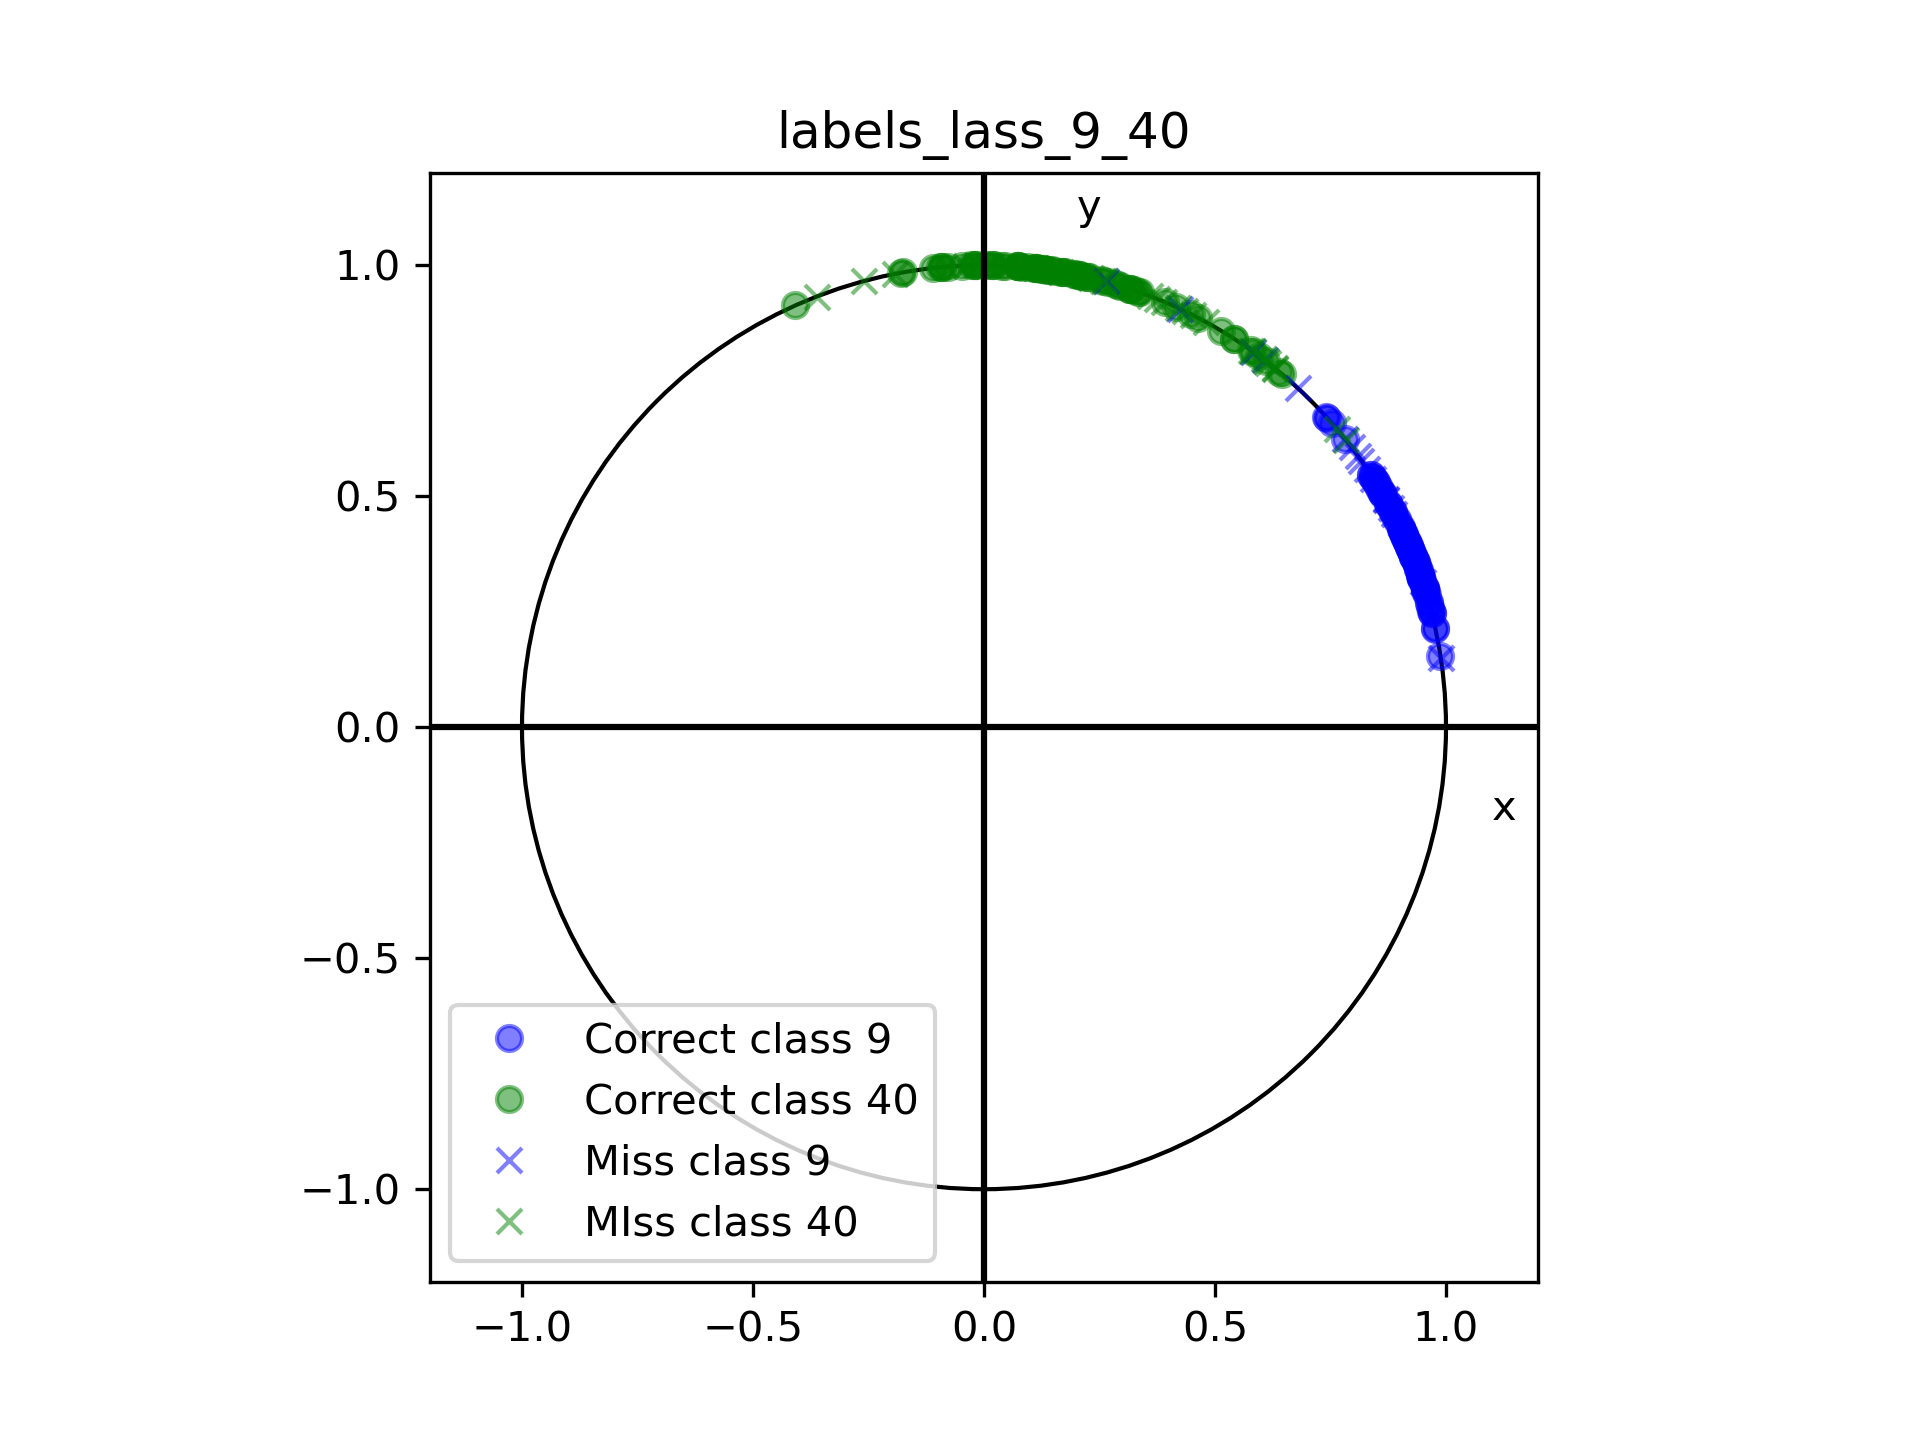 labels_lass_9_40
y
1.0
0.5
0.0
x
−0.5
−1.0
Correct class 9
Correct class 40
Miss class 9
MIss class 40
−1.0 −0.5 0.0 0.5 1.0